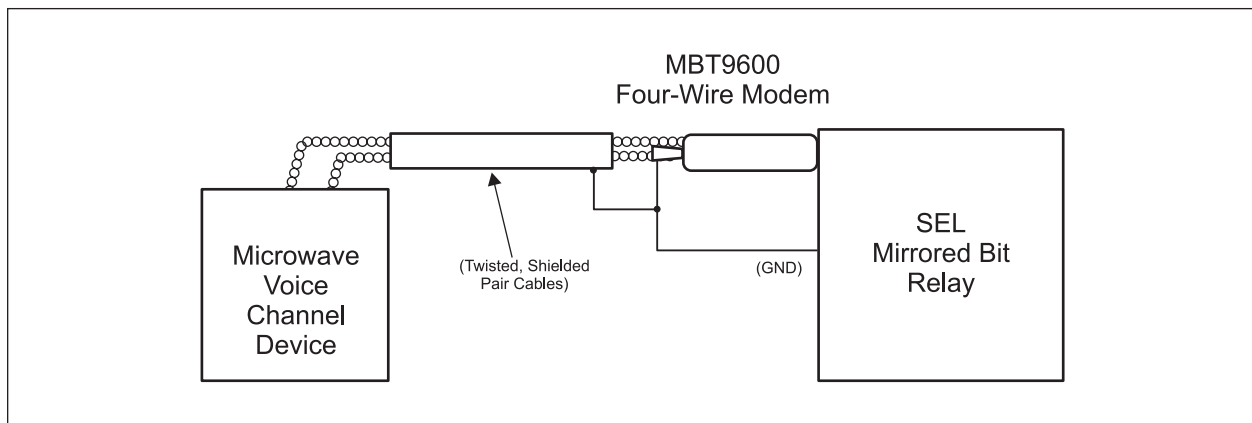 MBT9600
Four-Wire Modem
Microwave
Voice
Channel
Device
(Twisted, Shielded
Pair Cables)
(GND)
SEL
Mirrored Bit
Relay